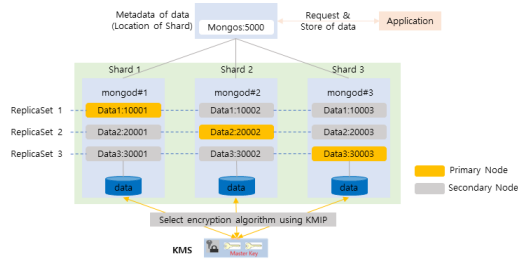 Metadata of data
(Location of Shard)
Mongos:5000
Request &
Store of data
Application
Shard 1
Shard 2
Shard 3
mongod#1
mongod#2
mongod#3
ReplicaSet 1
Data1:10001
Data1:10002
Data1:10003
ReplicaSet 2
Data2:20001
Data2:20002
Data2:20003
ReplicaSet 3
Data3:30001
Data3:30002
Data3:30003
Primary Node
Secondary Node
data
data
data
Select encryption algorithm using KMIP
KMS
Master Key